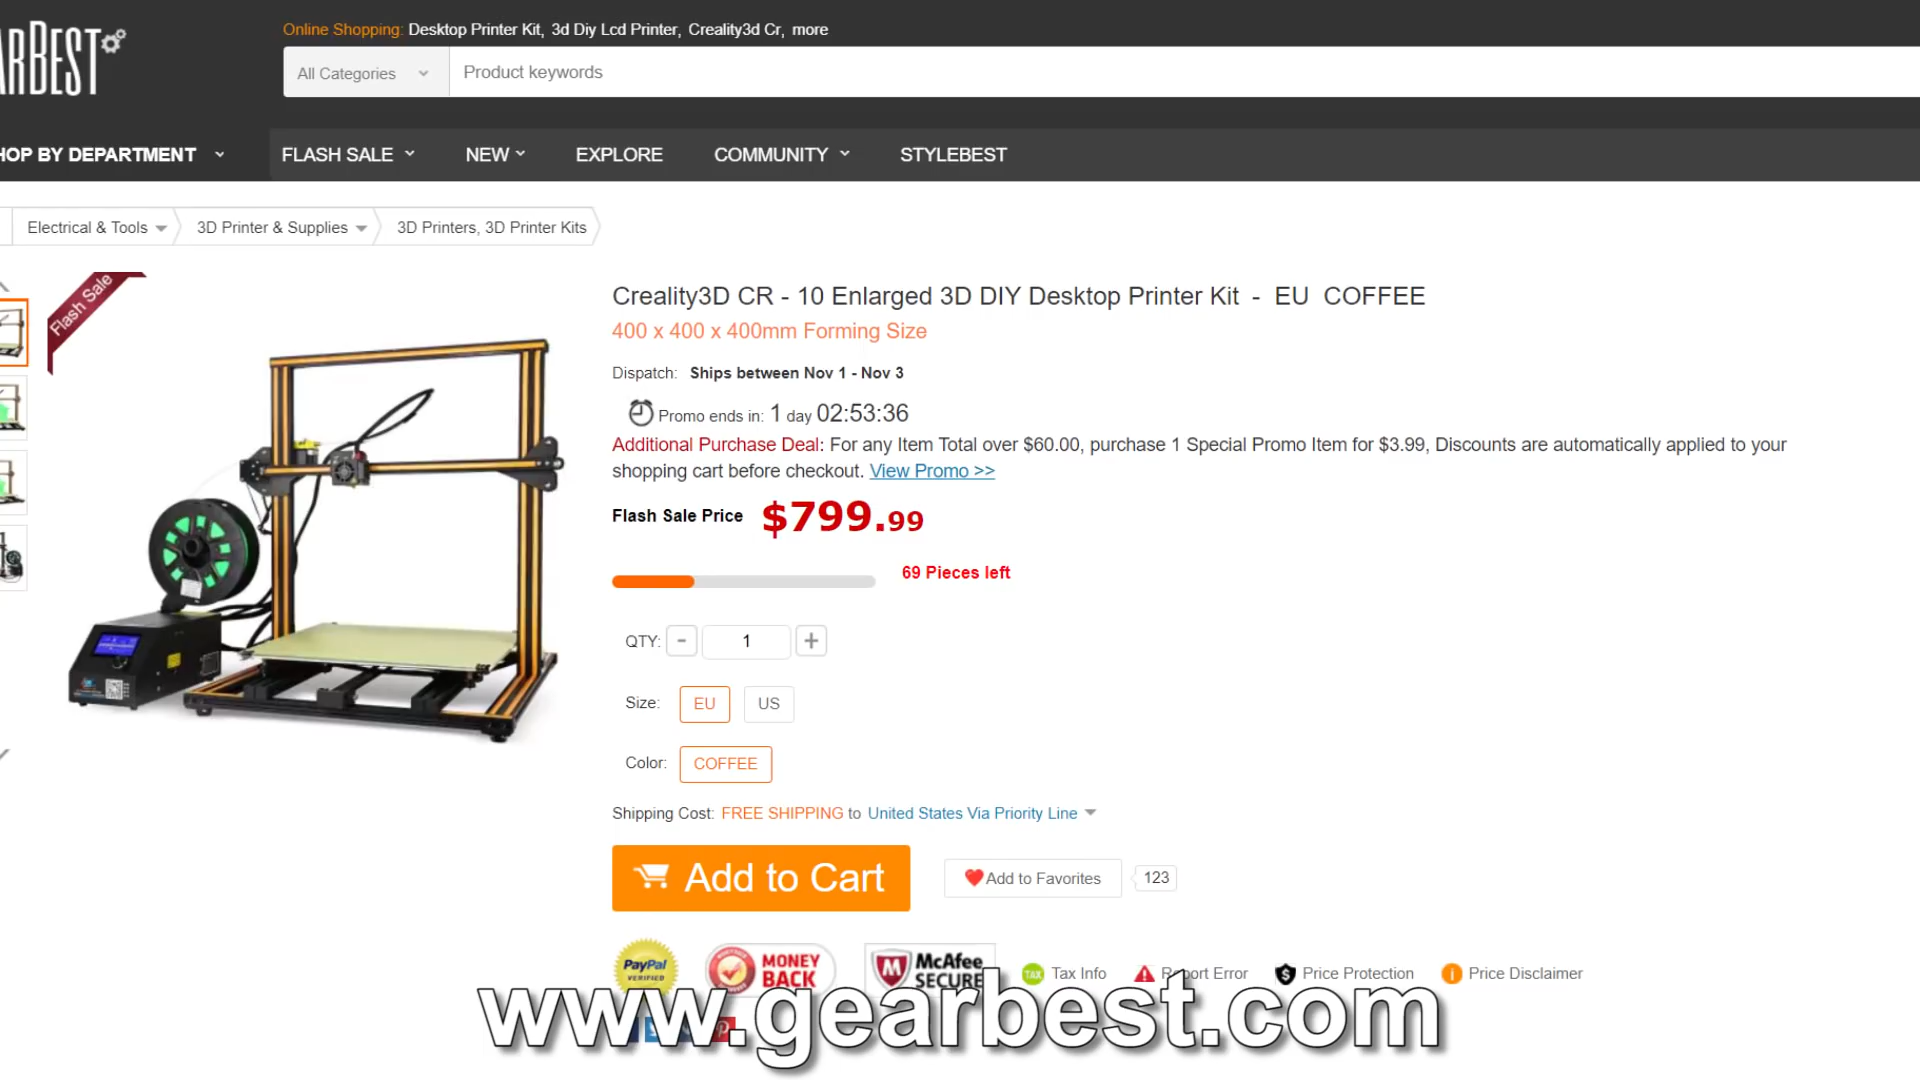 ARBEST
Online Shopping: Desktop Printer Kit, 3d Diy Lcd Printer, Creality3d Cr, more
All Categories
Product keywords
HOP BY DEPARTMENT
FLASH SALE
NEW
EXPLORE
COMMUNITY
STYLEBEST
Electrical & Tools
3D Printer & Supplies
3D Printers, 3D Printer Kits
Flash Sale
Creality3D CR - 10 Enlarged 3D DIY Desktop Printer Kit - EU COFFEE
400 x 400 x 400mm Forming Size
Dispatch: Ships between Nov 1 - Nov 3
Promo ends in: 1 day 02:53:36
Additional Purchase Deal: For any Item Total over $60.00, purchase 1 Special Promo Item for $3.99, Discounts are automatically applied to your
shopping cart before checkout. View Promo >>
Flash Sale Price $799.99
69 Pieces left
QTY: - 1 +
Size: EU US
Color: COFFEE
Shipping Cost: FREE SHIPPING to United States Via Priority Line
Add to Cart
Add to Favorites
123
PayPal
VERIFIED
MONEY
BACK
McAfee
SECURE
TAX Tax Info
Report Error
Price Protection
Price Disclaimer
www.gearbest.com